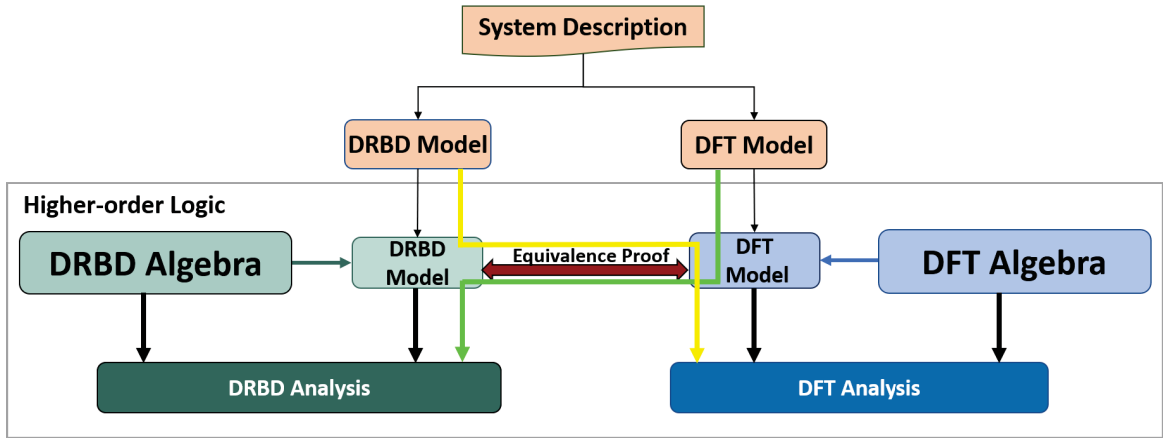 System Description
DRBD Model
DFT Model
Higher-order Logic
DRBD Algebra
DRBD
Model
Equivalence Proof
DFT
Model
DFT Algebra
DRBD Analysis
DFT Analysis